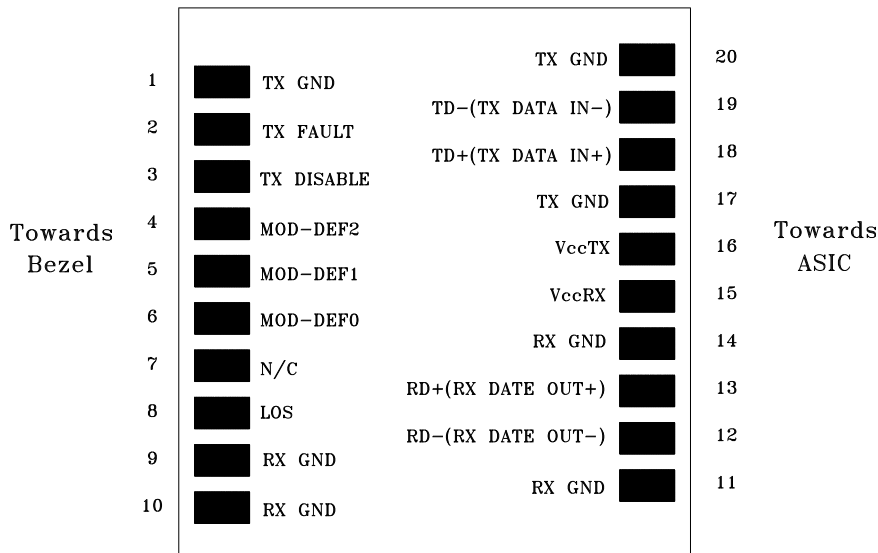 1 TX GND
2 TX FAULT
3 TX DISABLE
4 MOD-DEF2
5 MOD-DEF1
6 MOD-DEF0
7 N/C
8 LOS
9 RX GND
10 RX GND
Towards
Bezel
TX GND 20
TD-(TX DATA IN-) 19
TD+(TX DATA IN+) 18
TX GND 17
VccTX 16
VccRX 15
RX GND 14
RD+(RX DATE OUT+) 13
RD-(RX DATE OUT-) 12
RX GND 11
Towards
ASIC